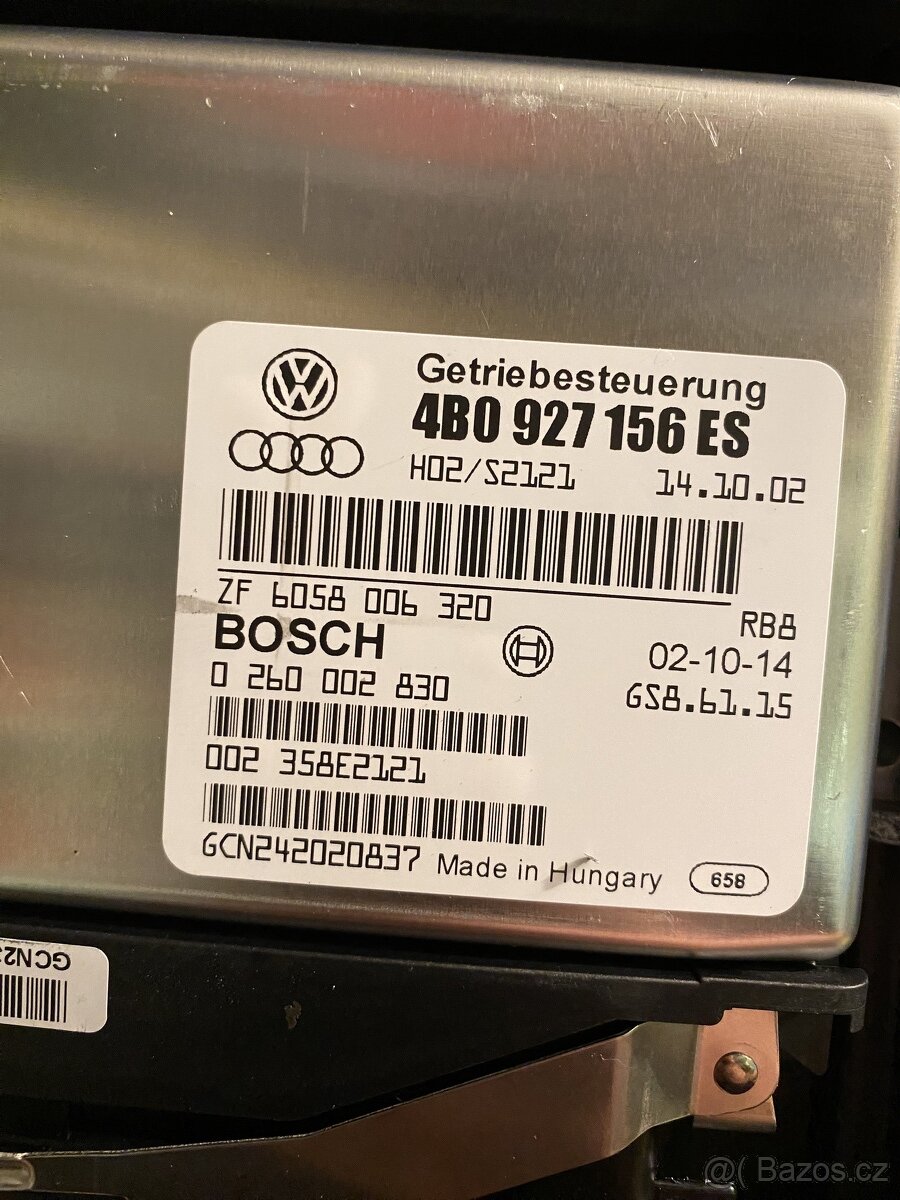 Getriebesteuerung
4B0 927 156 ES
H02/S2121 14.10.02
ZF 6058 006 320
RB8
BOSCH
02-10-14
0 260 002 830
GS8.61.15
002 358E2121
GCN242020837 Made in Hungary 658
GCN2
@( Bazos.cz